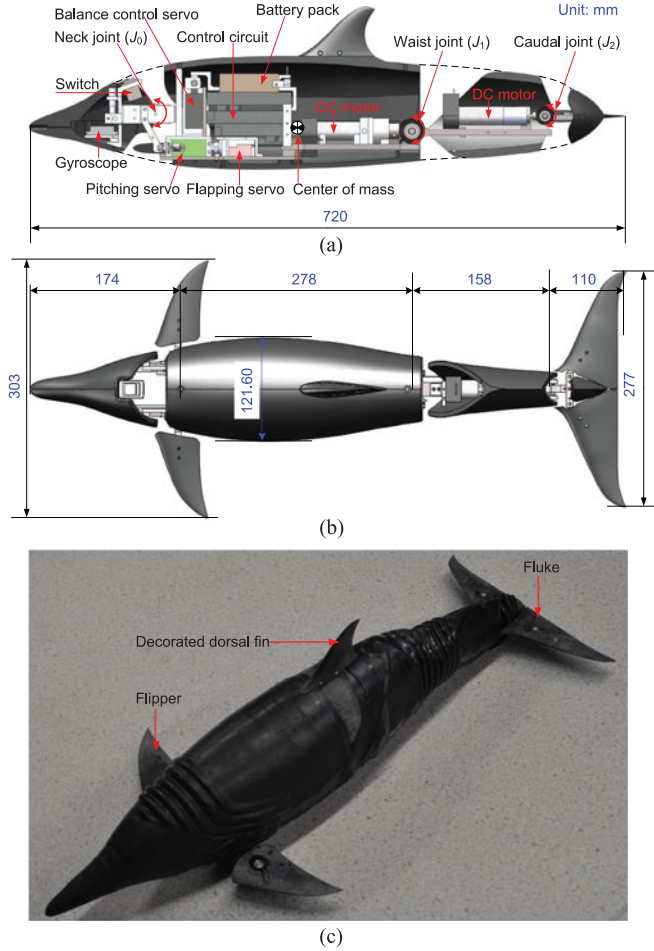 Battery pack
Unit: mm
Balance control servo
Neck joint (J0)
Control circuit
Waist joint (J1)
Caudal joint (J2)
Switch
DC motor
DC motor
Gyroscope
Pitching servo
Flapping servo
Center of mass
720
(a)
174
278
158
110
303
121.60
277
(b)
Fluke
Decorated dorsal fin
Flipper
(c)